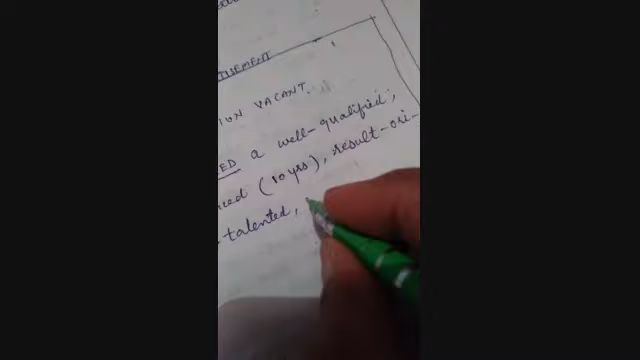 TISEMENT
ION VACANT.
ED a well-qualified,
nced (10 yrs), result-ori-
talented,